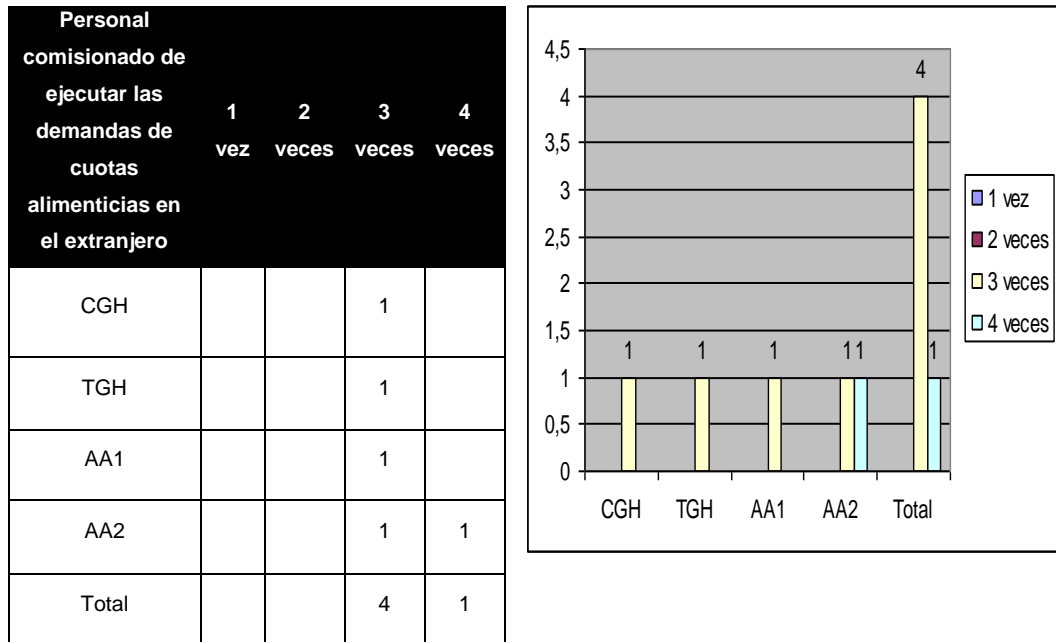 Personal
comisionado de
ejecutar las
demandas de
cuotas
alimenticias en
el extranjero
1
vez
2
veces
3
veces
4
veces
CGH 1
TGH 1
AA1 1
AA2 1 1
Total 4 1
4,5
4
3,5
3
2,5
2
1,5
1
0,5
0
1
1
1
1 1
4
1
CGH TGH AA1 AA2 Total
1 vez
2 veces
3 veces
4 veces